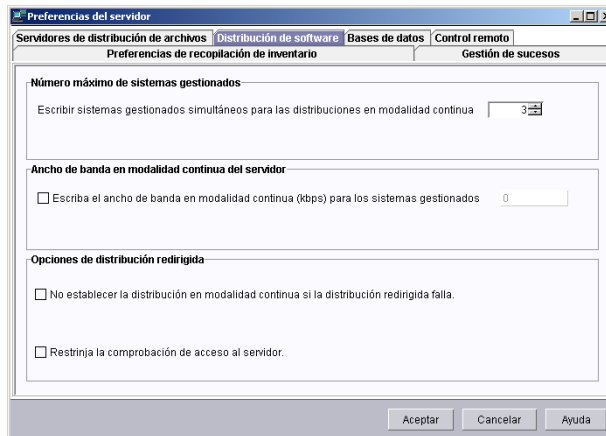 Preferencias del servidor
Servidores de distribución de archivos Distribución de software Bases de datos Control remoto
Preferencias de recopilación de inventario Gestión de sucesos
Número máximo de sistemas gestionados
Escribir sistemas gestionados simultáneos para las distribuciones en modalidad continua 3
Ancho de banda en modalidad continua del servidor
Escriba el ancho de banda en modalidad continua (kbps) para los sistemas gestionados 0
Opciones de distribución redirigida
No establecer la distribución en modalidad continua si la distribución redirigida falla.
Restrinja la comprobación de acceso al servidor.
Aceptar Cancelar Ayuda